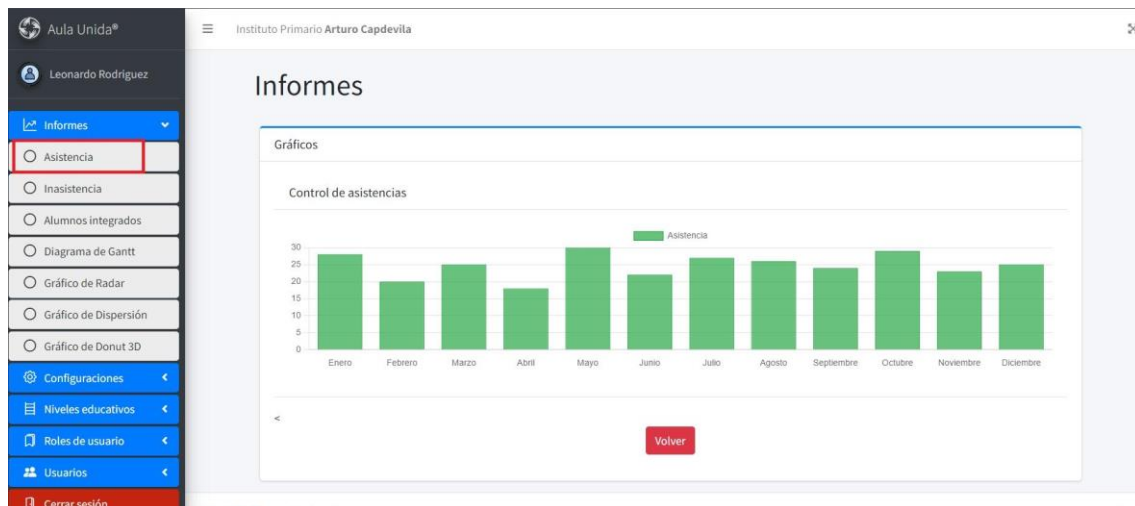 Aula Unida®
Leonardo Rodriguez
Informes
Asistencia
Inasistencia
Alumnos integrados
Diagrama de Gantt
Gráfico de Radar
Gráfico de Dispersión
Gráfico de Donut 3D
Configuraciones
Niveles educativos
Roles de usuario
Usuarios
Cerrar sesión
Instituto Primario Arturo Capdevila
Informes
Gráficos
Control de asistencias
Asistencia
30
25
20
15
10
5
0
Enero Febrero Marzo Abril Mayo Junio Julio Agosto Septiembre Octubre Noviembre Diciembre
<
Volver